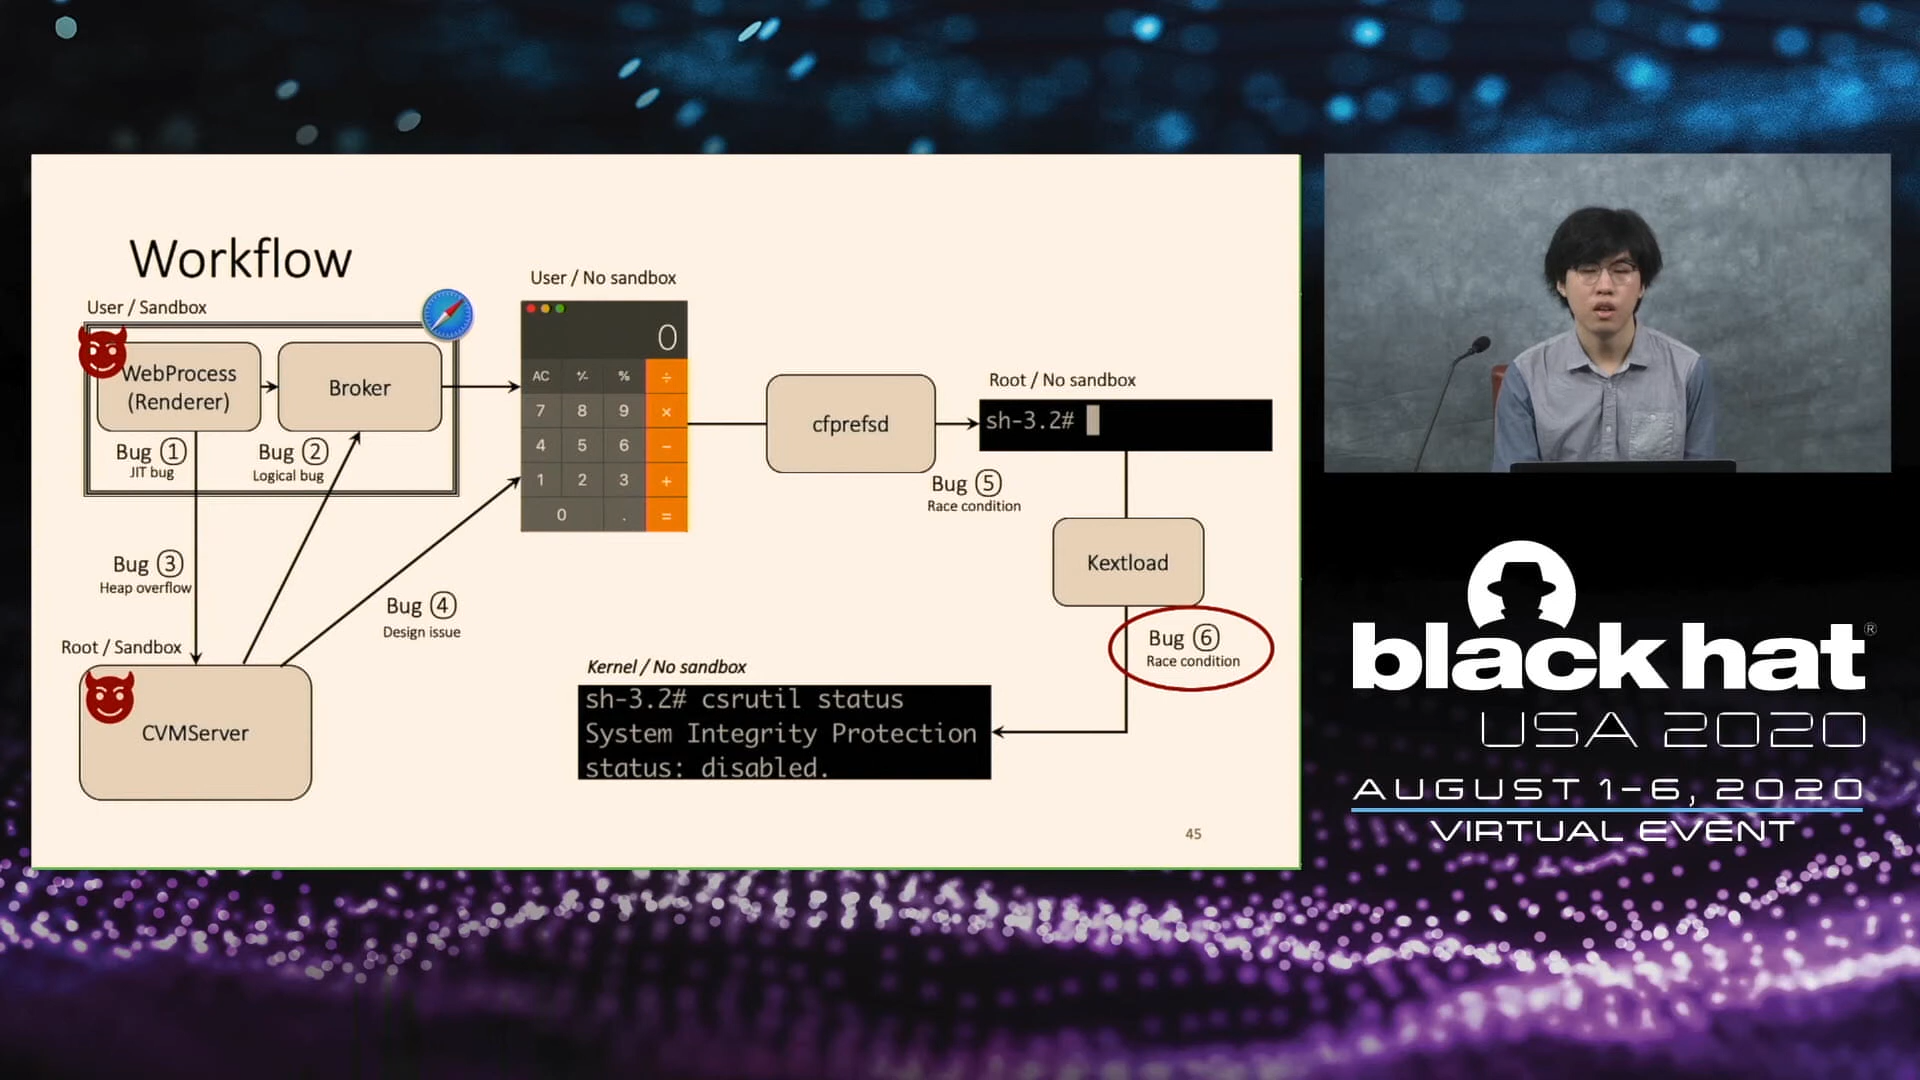 Workflow
User / Sandbox
WebProcess
(Renderer)
Broker
Bug ①
JIT bug
Bug ②
Logical bug
Bug ③
Heap overflow
Bug ④
Design issue
Root / Sandbox
CVMServer
User / No sandbox
0
AC +⁄- % ÷
7 8 9 ×
4 5 6 −
1 2 3 +
0 . =
cfprefsd
Bug ⑤
Race condition
Root / No sandbox
sh-3.2#
Kextload
Bug ⑥
Race condition
Kernel / No sandbox
sh-3.2# csrutil status
System Integrity Protection
status: disabled.
45
black hat®
USA 2020
AUGUST 1-6, 2020
VIRTUAL EVENT